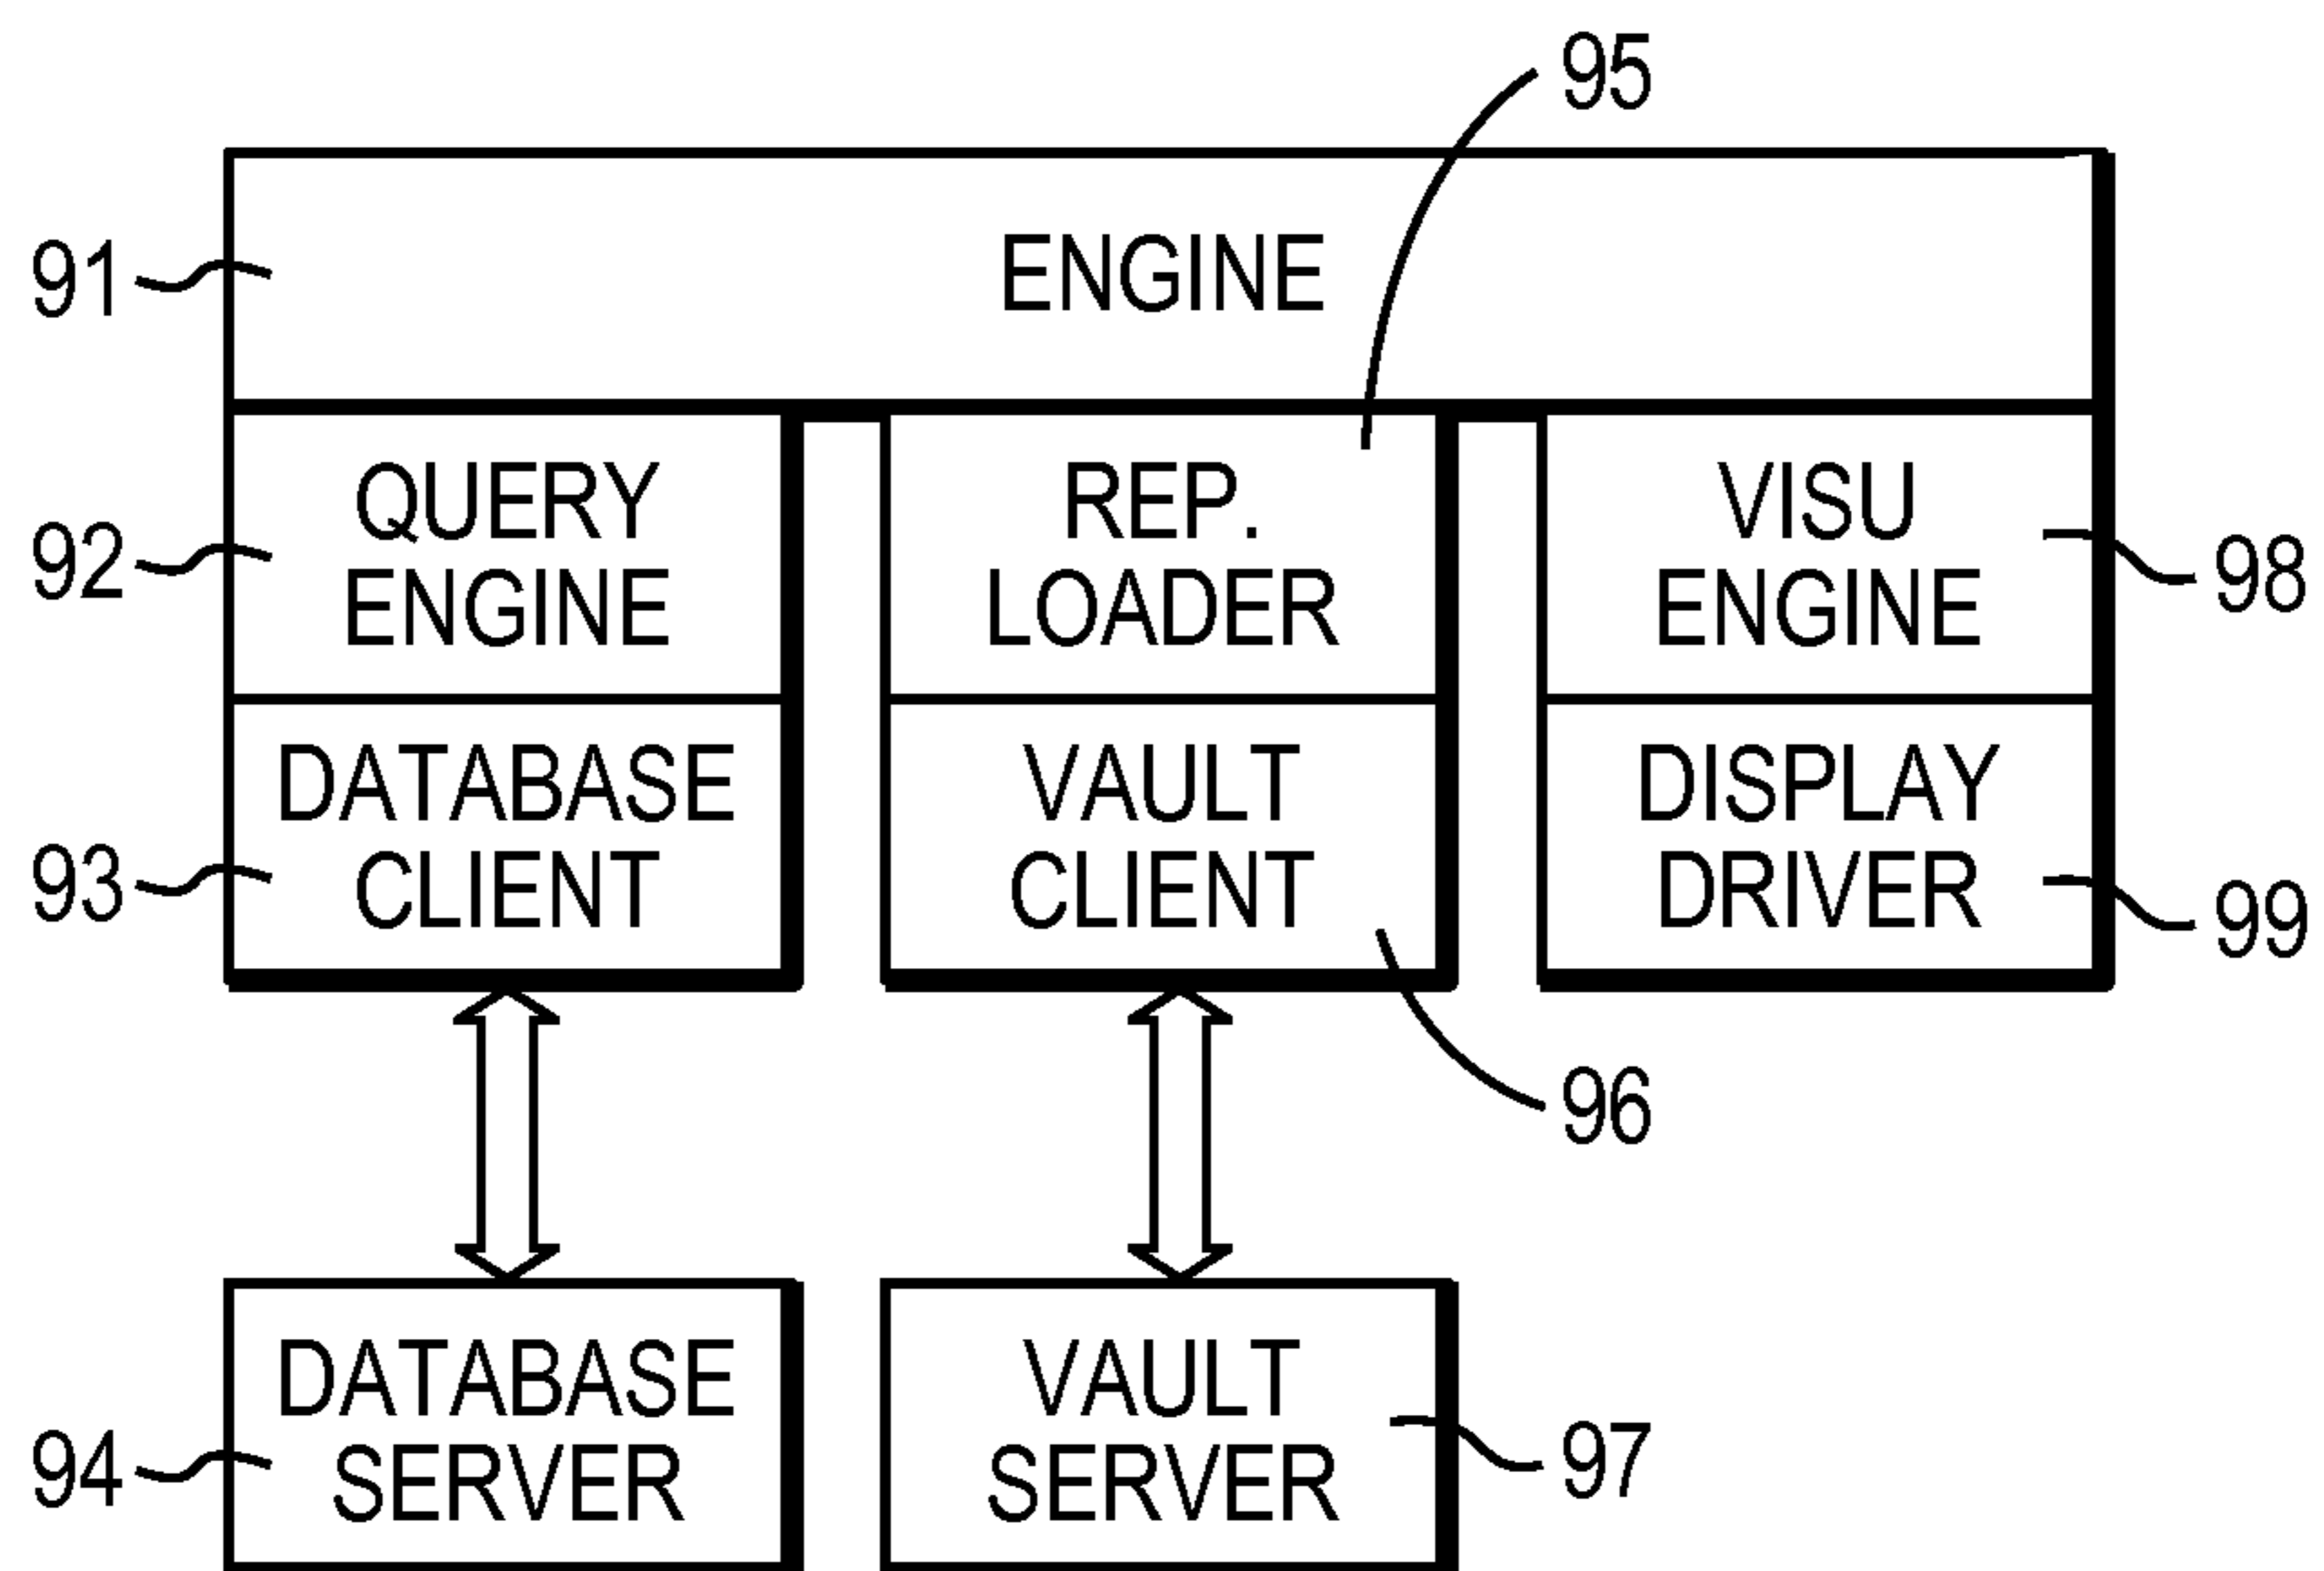 95
91
ENGINE
92
QUERY
ENGINE
REP.
LOADER
VISU
ENGINE
98
93
DATABASE
CLIENT
VAULT
CLIENT
DISPLAY
DRIVER
99
96
94
DATABASE
SERVER
VAULT
SERVER
97